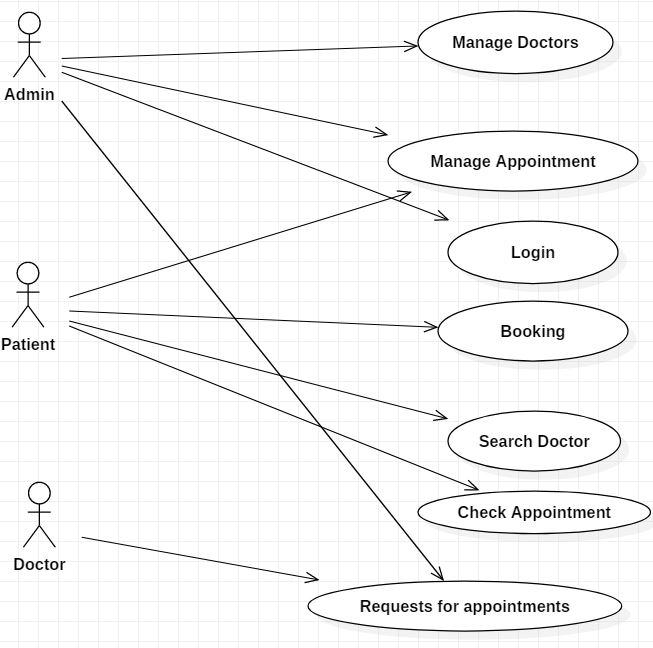 Admin
Manage Doctors
Manage Appointment
Login
Patient
Booking
Search Doctor
Check Appointment
Doctor
Requests for appointments